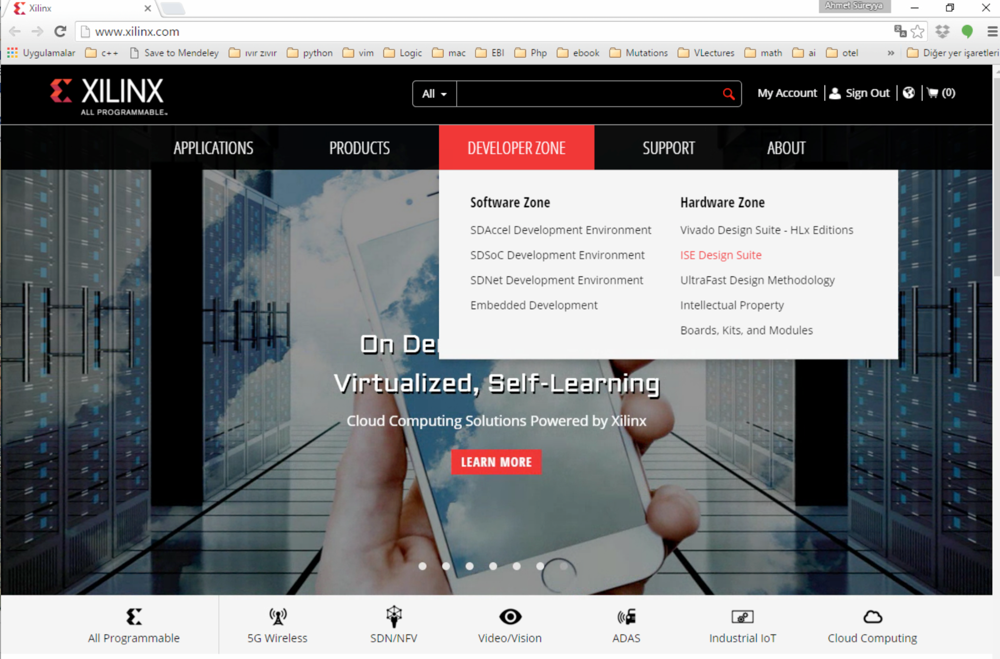 Xilinx
Ahmet Süreyya
www.xilinx.com
Uygulamalar c++ Save to Mendeley ıvır zıvır python vim Logic mac EBI Php ebook Mutations VLectures math ai otel » Diğer yer işaretleri
XILINX
ALL PROGRAMMABLE™
All
My Account Sign Out (0)
APPLICATIONS PRODUCTS DEVELOPER ZONE SUPPORT ABOUT
Software Zone
SDAccel Development Environment
SDSoC Development Environment
SDNet Development Environment
Embedded Development
Hardware Zone
Vivado Design Suite - HLx Editions
ISE Design Suite
UltraFast Design Methodology
Intellectual Property
Boards, Kits, and Modules
On De
Virtualized, Self-Learning
Cloud Computing Solutions Powered by Xilinx
LEARN MORE
All Programmable 5G Wireless SDN/NFV Video/Vision ADAS Industrial IoT Cloud Computing